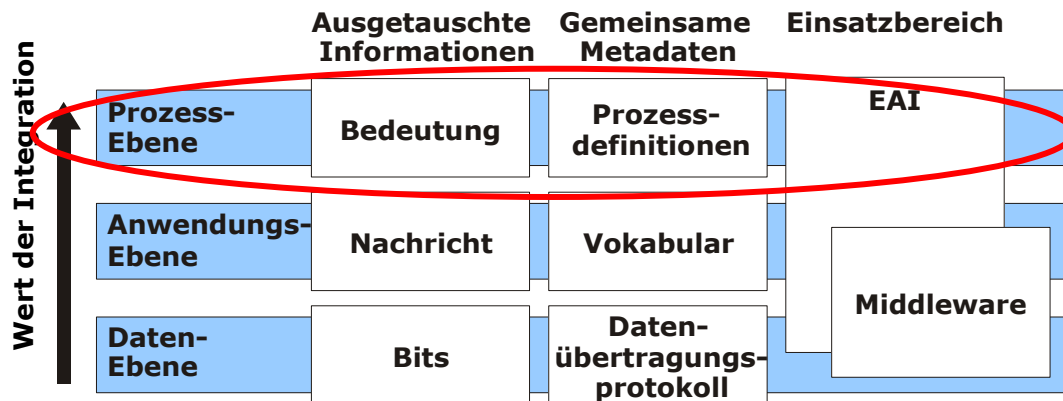 Ausgetauschte
Informationen
Gemeinsame
Metadaten
Einsatzbereich
Wert der Integration
Prozess-
Ebene
Bedeutung
Prozess-
definitionen
EAI
Anwendungs-
Ebene
Nachricht
Vokabular
Middleware
Daten-
Ebene
Bits
Daten-
übertragungs-
protokoll